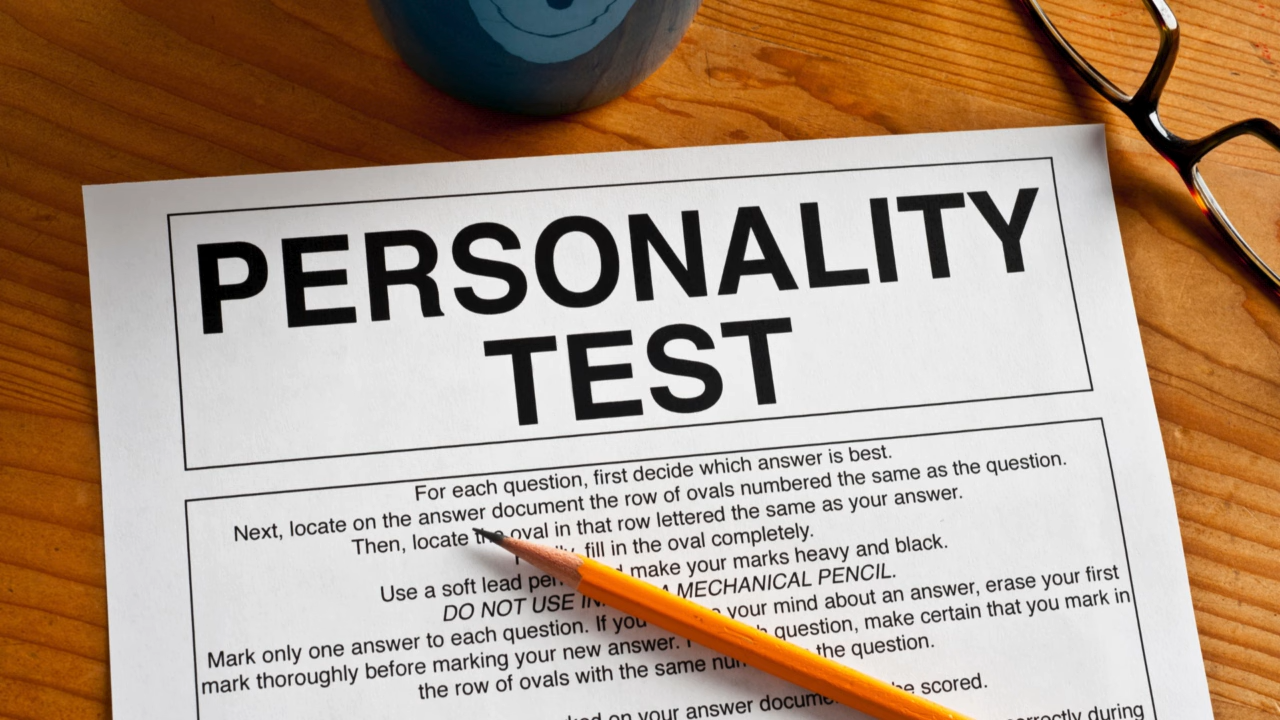 PERSONALITY
TEST
For each question, first decide which answer is best.
Next, locate on the answer document the row of ovals numbered the same as the question.
Then, locate the oval in that row lettered the same as your answer.
fill in the oval completely.
Use a soft lead make your marks heavy and black.
DO NOT USE A MECHANICAL PENCIL.
Mark only one answer to each question. If you your mind about an answer, erase your first
mark thoroughly before marking your new answer. question, make certain that you mark in
the row of ovals with the same the question.
on your answer be scored.
during